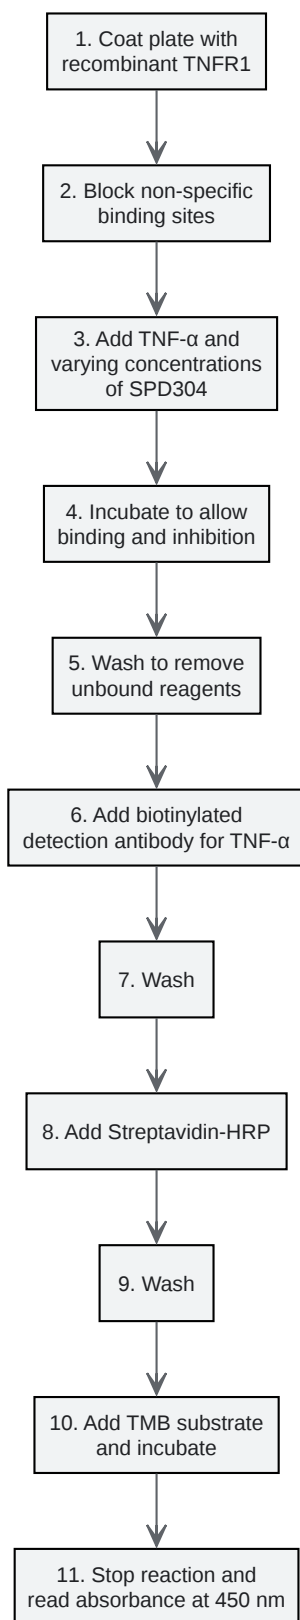 1. Coat plate with
recombinant TNFR1
2. Block non-specific
binding sites
3. Add TNF-α and
varying concentrations
of SPD304
4. Incubate to allow
binding and inhibition
5. Wash to remove
unbound reagents
6. Add biotinylated
detection antibody for TNF-α
7. Wash
8. Add Streptavidin-HRP
9. Wash
10. Add TMB substrate
and incubate
11. Stop reaction and
read absorbance at 450 nm